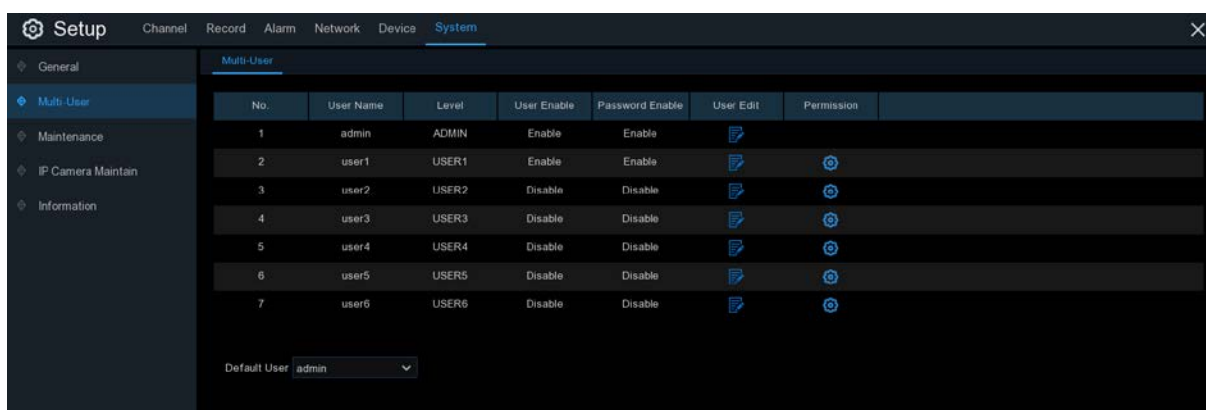 Setup Channel Record Alarm Network Device System
General
Multi-User
Maintenance
IP Camera Maintain
Information
Multi-User
No. User Name Level User Enable Password Enable User Edit Permission
1 admin ADMIN Enable Enable
2 user1 USER1 Enable Enable
3 user2 USER2 Disable Disable
4 user3 USER3 Disable Disable
5 user4 USER4 Disable Disable
6 user5 USER5 Disable Disable
7 user6 USER6 Disable Disable
Default User admin